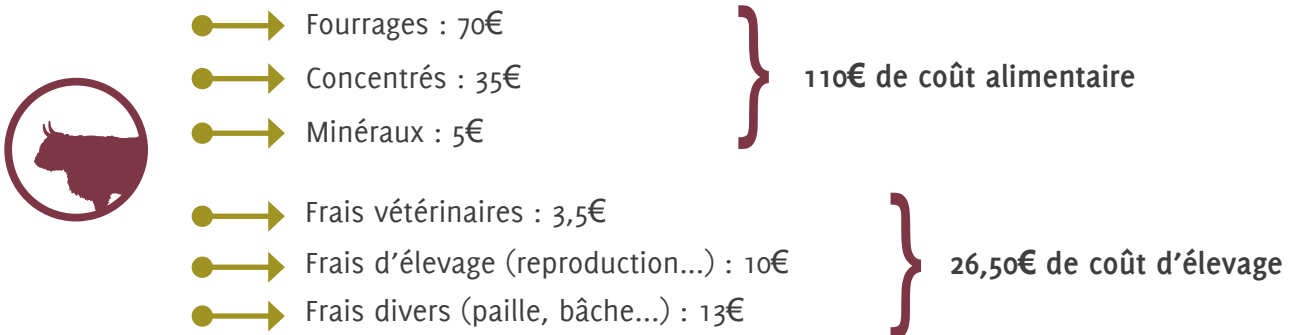 Fourrages : 70€
Concentrés : 35€
110€ de coût alimentaire
Minéraux : 5€
Frais vétérinaires : 3,5€
Frais d’élevage (reproduction...) : 10€
26,50€ de coût d’élevage
Frais divers (paille, bâche...) : 13€